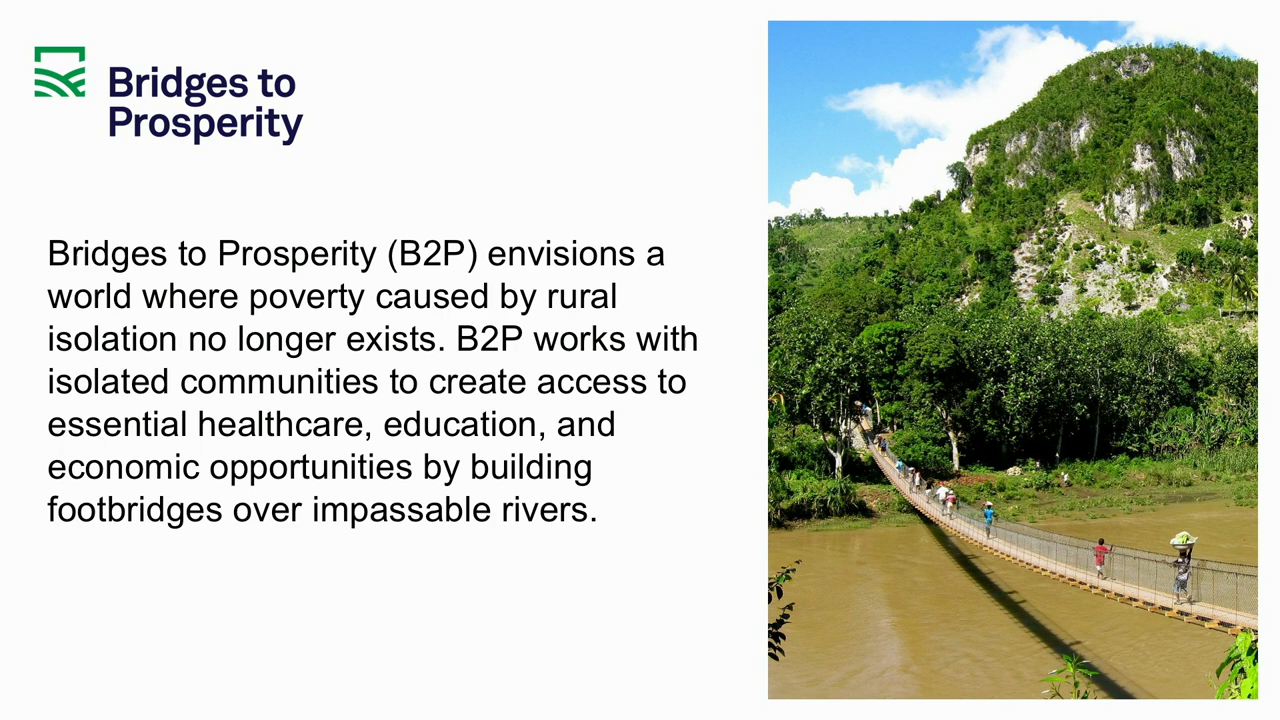 Bridges to
Prosperity
Bridges to Prosperity (B2P) envisions a
world where poverty caused by rural
isolation no longer exists. B2P works with
isolated communities to create access to
essential healthcare, education, and
economic opportunities by building
footbridges over impassable rivers.